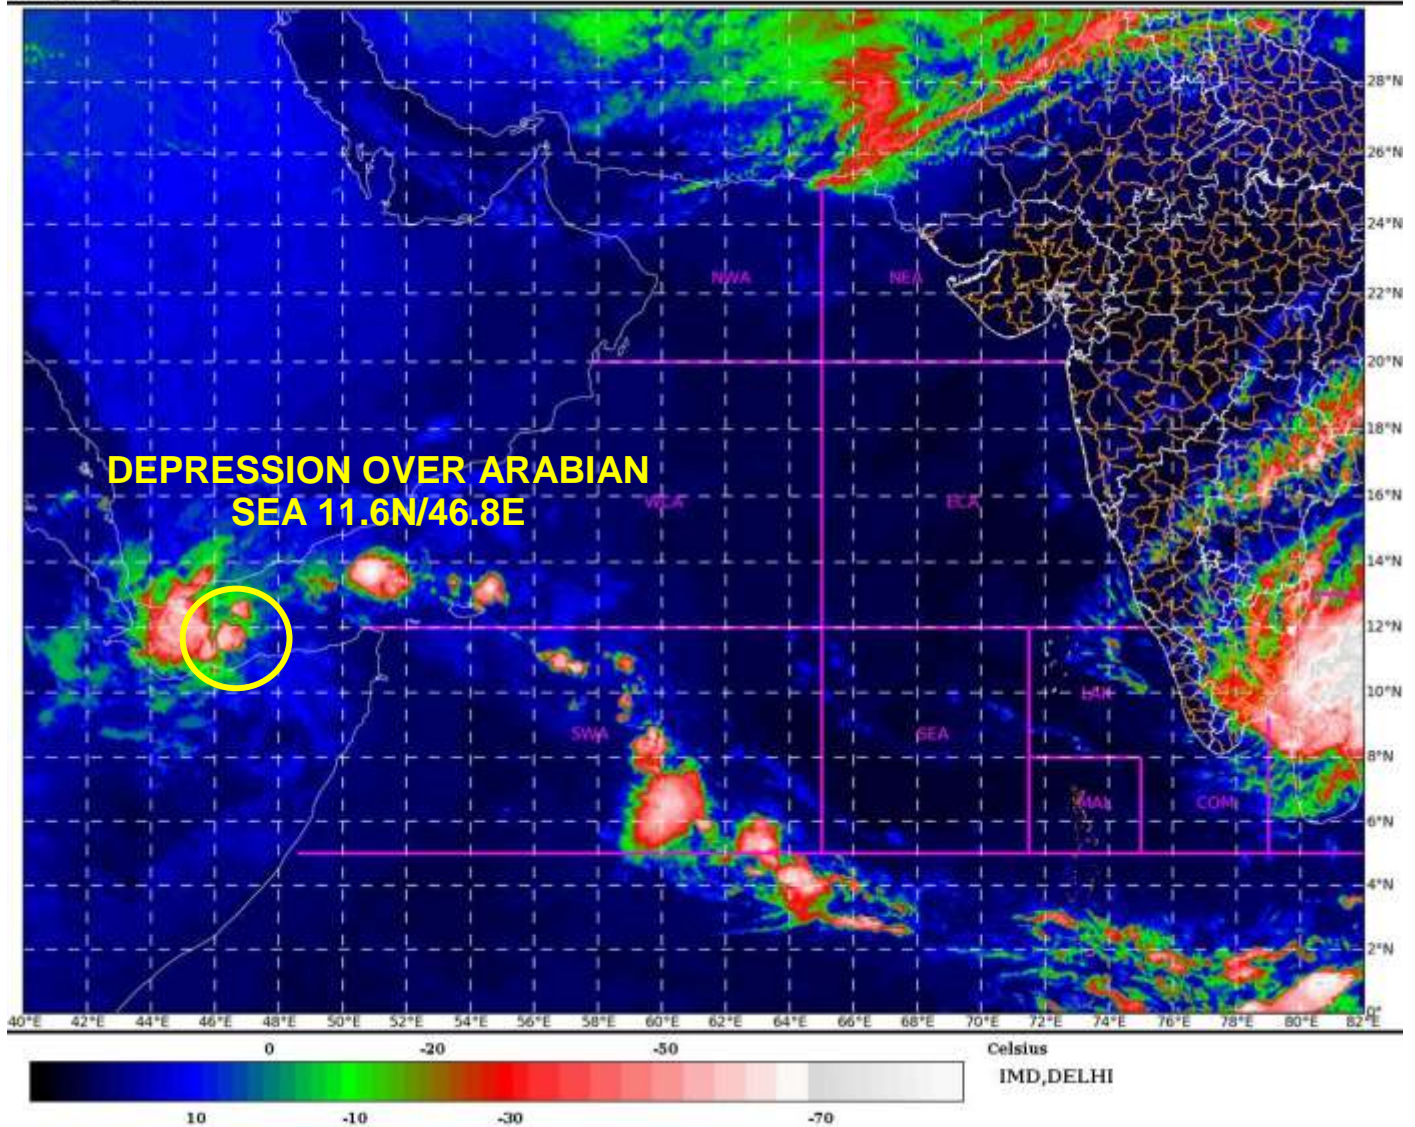 28°N
26°N
24°N
NWA NEA
22°N
20°N
18°N
DEPRESSION OVER ARABIAN
SEA 11.6N/46.8E
16°N
WCA ECA
14°N
12°N
LAK
10°N
SWA SEA
8°N
MAL COM
6°N
4°N
2°N
0°
40°E 42°E 44°E 46°E 48°E 50°E 52°E 54°E 56°E 58°E 60°E 62°E 64°E 66°E 68°E 70°E 72°E 74°E 76°E 78°E 80°E 82°E
0 -20 -50 Celsius
IMD,DELHI
10 -10 -30 -70